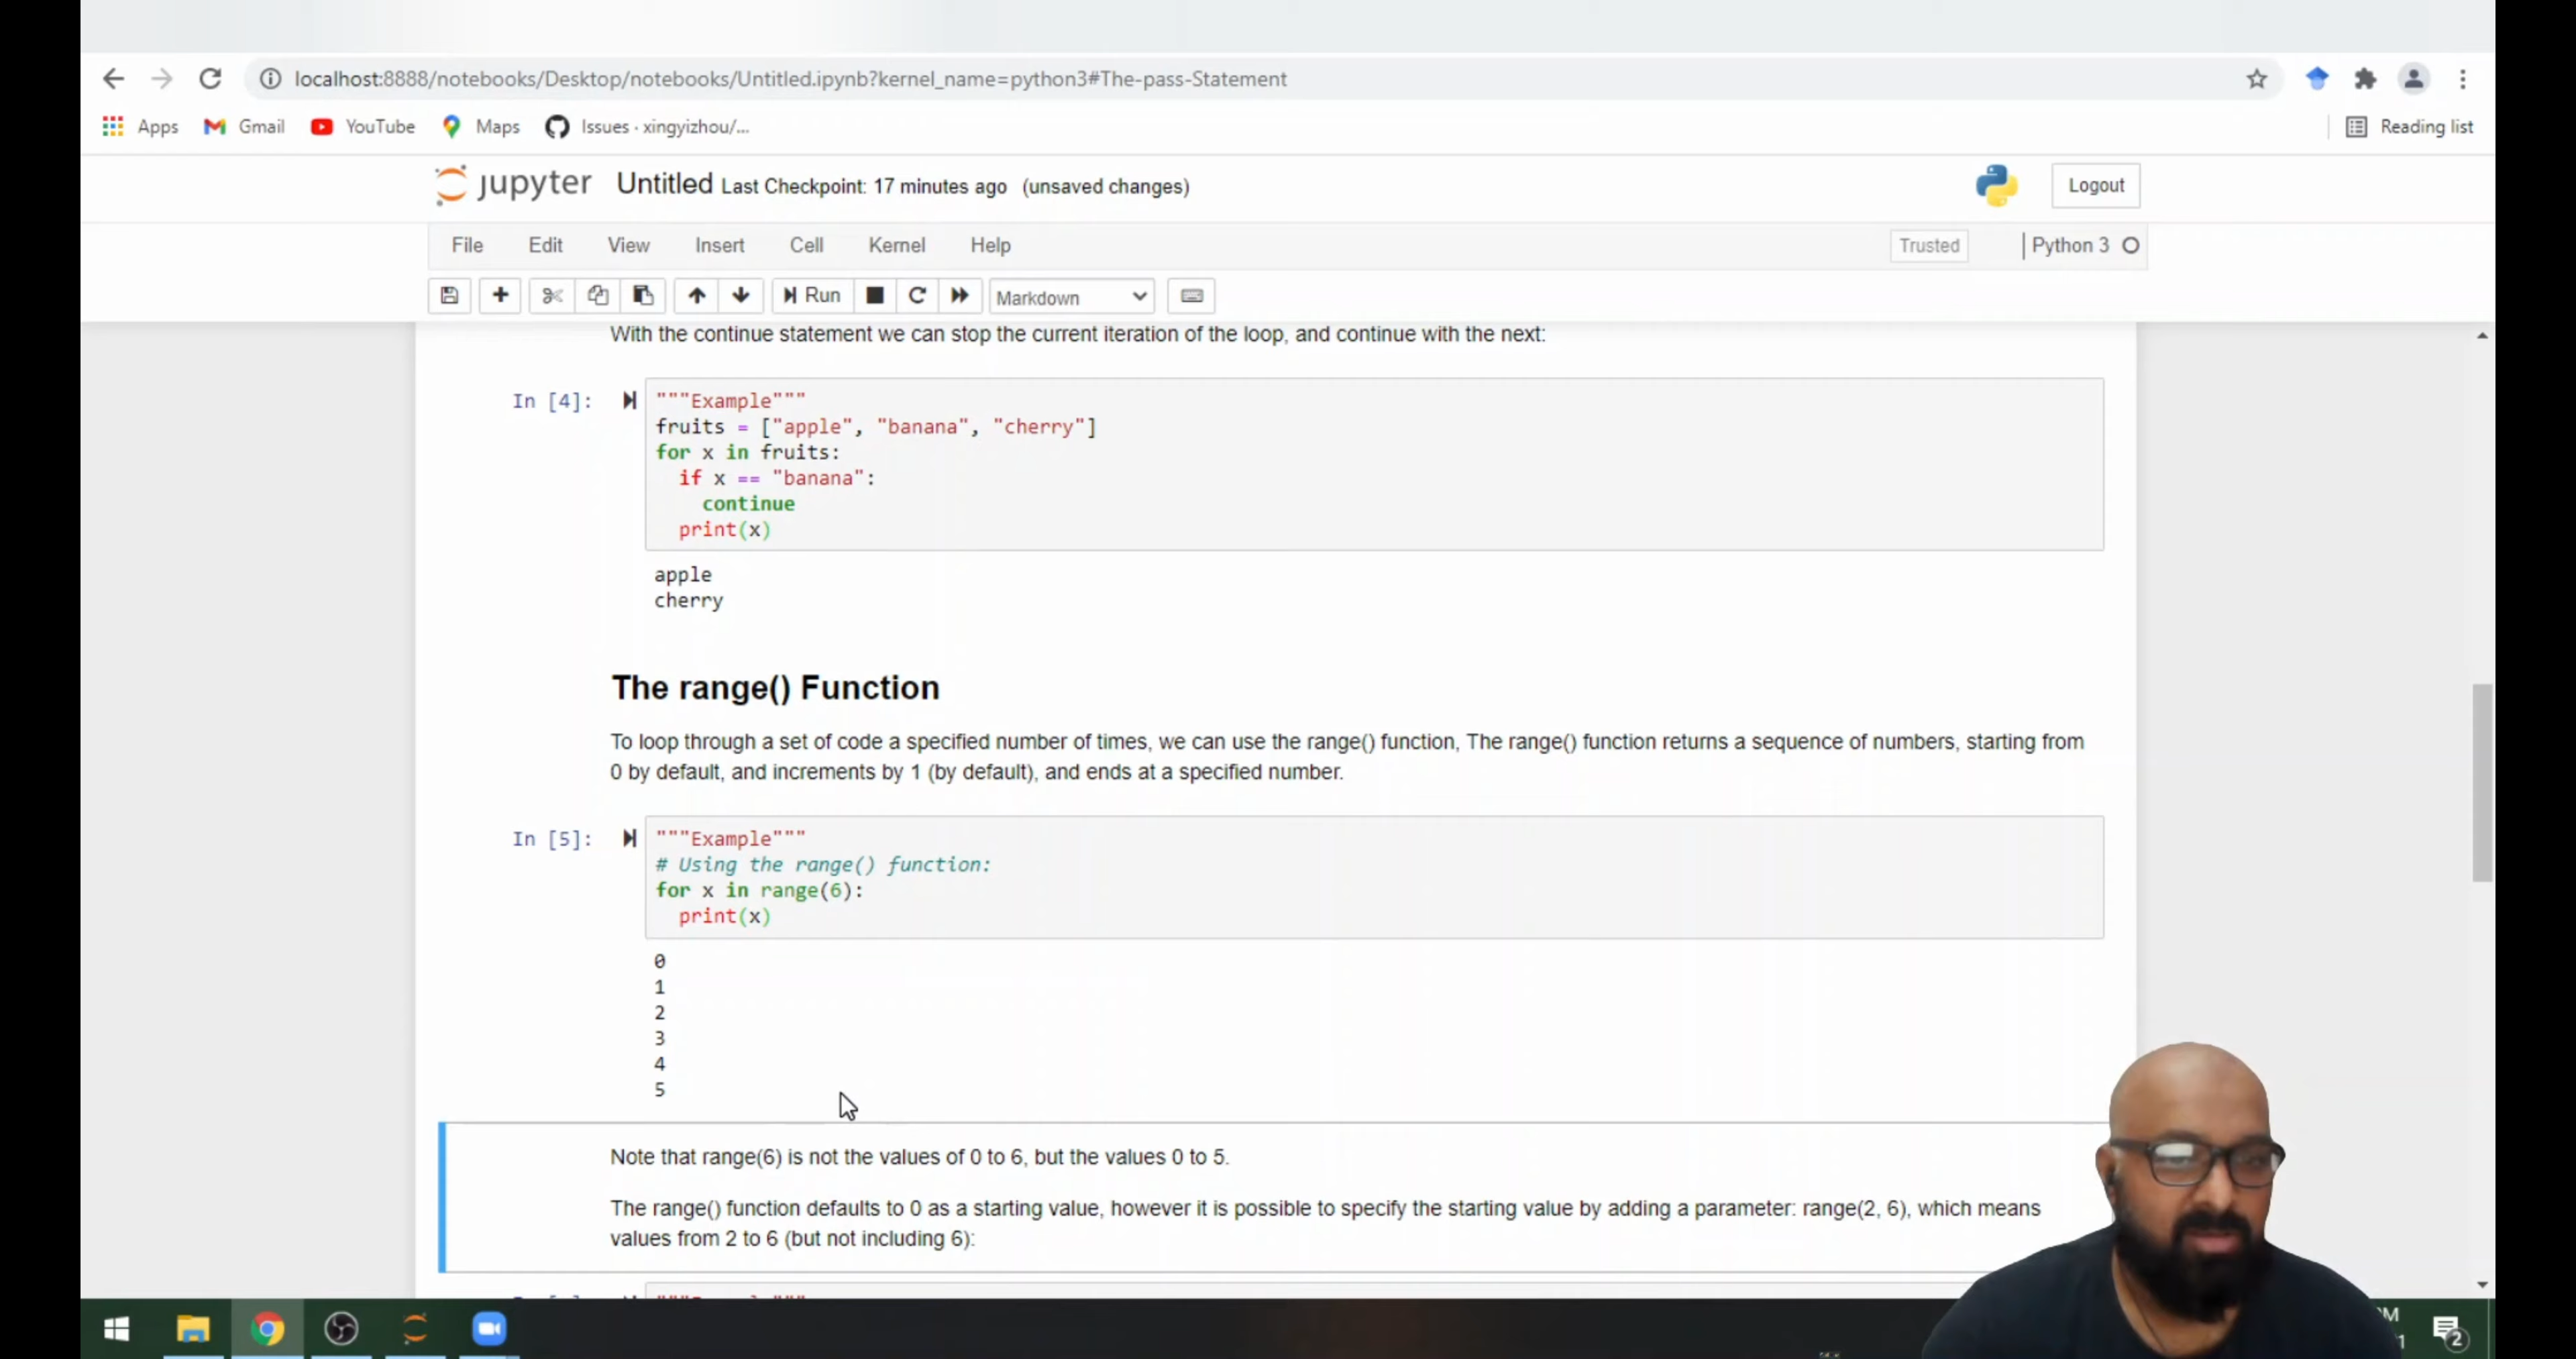 localhost:8888/notebooks/Desktop/notebooks/Untitled.ipynb?kernel_name=python3#The-pass-Statement
Apps Gmail YouTube Maps Issues · xingyizhou/... Reading list
jupyter Untitled Last Checkpoint: 17 minutes ago (unsaved changes) Logout
File Edit View Insert Cell Kernel Help Trusted Python 3
Run Markdown
With the continue statement we can stop the current iteration of the loop, and continue with the next:
In [4]: """Example"""
fruits = ["apple", "banana", "cherry"]
for x in fruits:
if x == "banana":
continue
print(x)
apple
cherry
The range() Function
To loop through a set of code a specified number of times, we can use the range() function, The range() function returns a sequence of numbers, starting from
0 by default, and increments by 1 (by default), and ends at a specified number.
In [5]: """Example"""
# Using the range() function:
for x in range(6):
print(x)
0
1
2
3
4
5
Note that range(6) is not the values of 0 to 6, but the values 0 to 5.
The range() function defaults to 0 as a starting value, however it is possible to specify the starting value by adding a parameter: range(2, 6), which means
values from 2 to 6 (but not including 6):
2